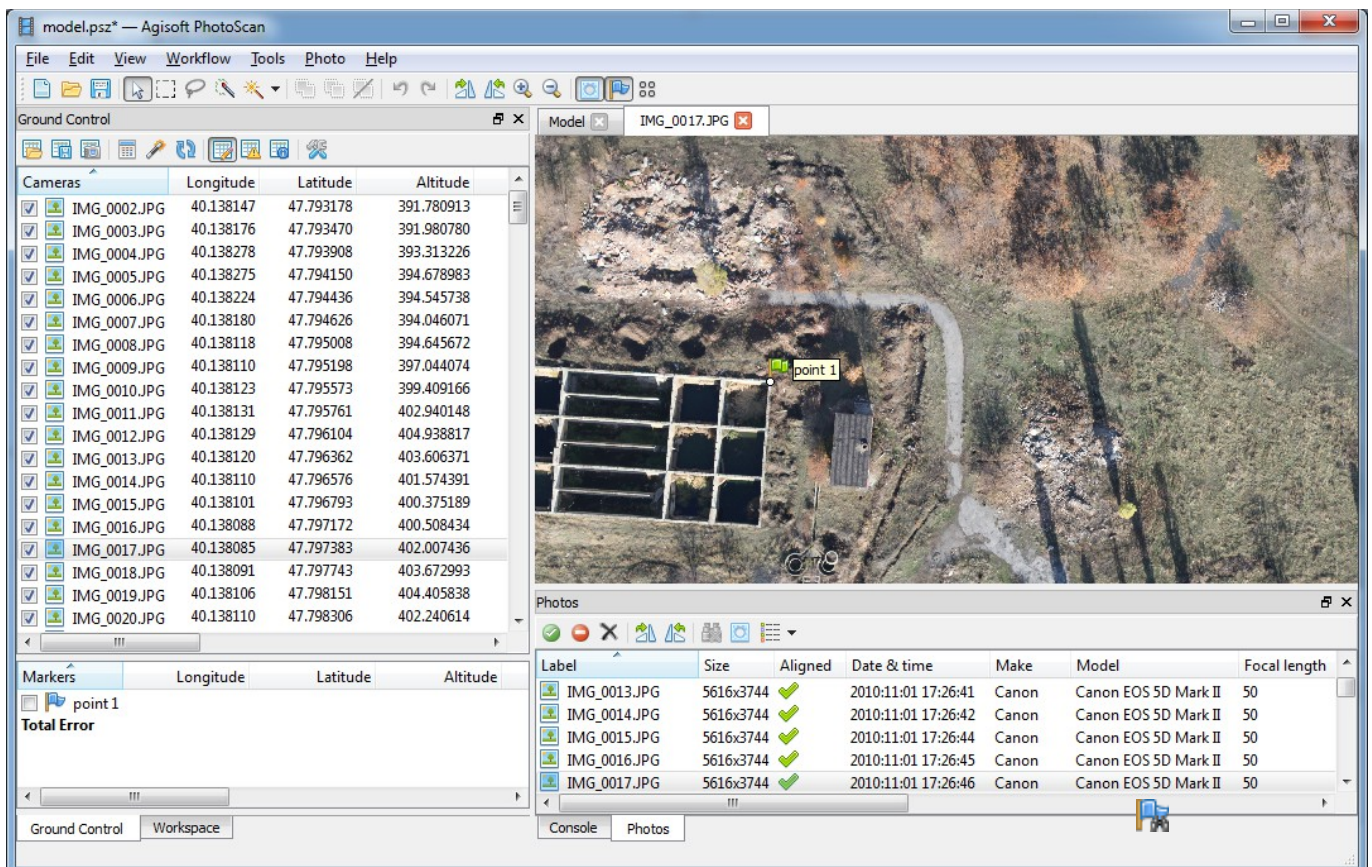 model.psz* — Agisoft PhotoScan
File Edit View Workflow Tools Photo Help
Ground Control
Cameras Longitude Latitude Altitude
IMG_0002.JPG 40.138147 47.793178 391.780913
IMG_0003.JPG 40.138176 47.793470 391.980780
IMG_0004.JPG 40.138278 47.793908 393.313226
IMG_0005.JPG 40.138275 47.794150 394.678983
IMG_0006.JPG 40.138224 47.794436 394.545738
IMG_0007.JPG 40.138180 47.794626 394.046071
IMG_0008.JPG 40.138118 47.795008 394.645672
IMG_0009.JPG 40.138110 47.795198 397.044074
IMG_0010.JPG 40.138123 47.795573 399.409166
IMG_0011.JPG 40.138131 47.795761 402.940148
IMG_0012.JPG 40.138129 47.796104 404.938817
IMG_0013.JPG 40.138120 47.796362 403.606371
IMG_0014.JPG 40.138110 47.796576 401.574391
IMG_0015.JPG 40.138101 47.796793 400.375189
IMG_0016.JPG 40.138088 47.797172 400.508434
IMG_0017.JPG 40.138085 47.797383 402.007436
IMG_0018.JPG 40.138091 47.797743 403.672993
IMG_0019.JPG 40.138106 47.798151 404.405838
IMG_0020.JPG 40.138110 47.798306 402.240614
Markers Longitude Latitude Altitude
point 1
Total Error
Ground Control Workspace
Model IMG_0017.JPG
point 1
Photos
Label Size Aligned Date & time Make Model Focal length
IMG_0013.JPG 5616x3744 2010:11:01 17:26:41 Canon Canon EOS 5D Mark II 50
IMG_0014.JPG 5616x3744 2010:11:01 17:26:42 Canon Canon EOS 5D Mark II 50
IMG_0015.JPG 5616x3744 2010:11:01 17:26:44 Canon Canon EOS 5D Mark II 50
IMG_0016.JPG 5616x3744 2010:11:01 17:26:45 Canon Canon EOS 5D Mark II 50
IMG_0017.JPG 5616x3744 2010:11:01 17:26:46 Canon Canon EOS 5D Mark II 50
Console Photos